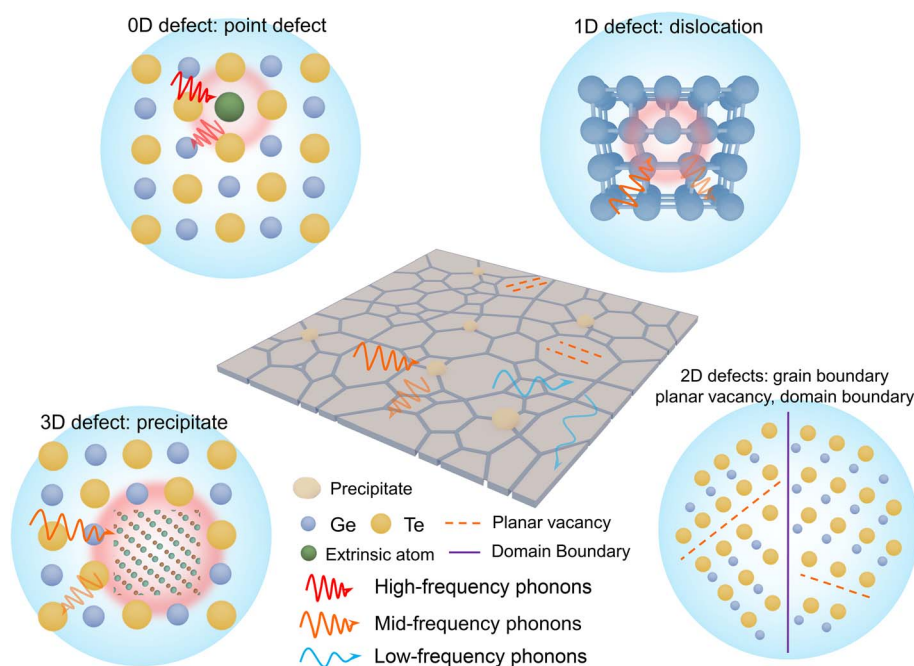 0D defect: point defect
1D defect: dislocation
3D defect: precipitate
2D defects: grain boundary
planar vacancy, domain boundary
Precipitate
Ge Te Planar vacancy
Extrinsic atom Domain Boundary
High-frequency phonons
Mid-frequency phonons
Low-frequency phonons